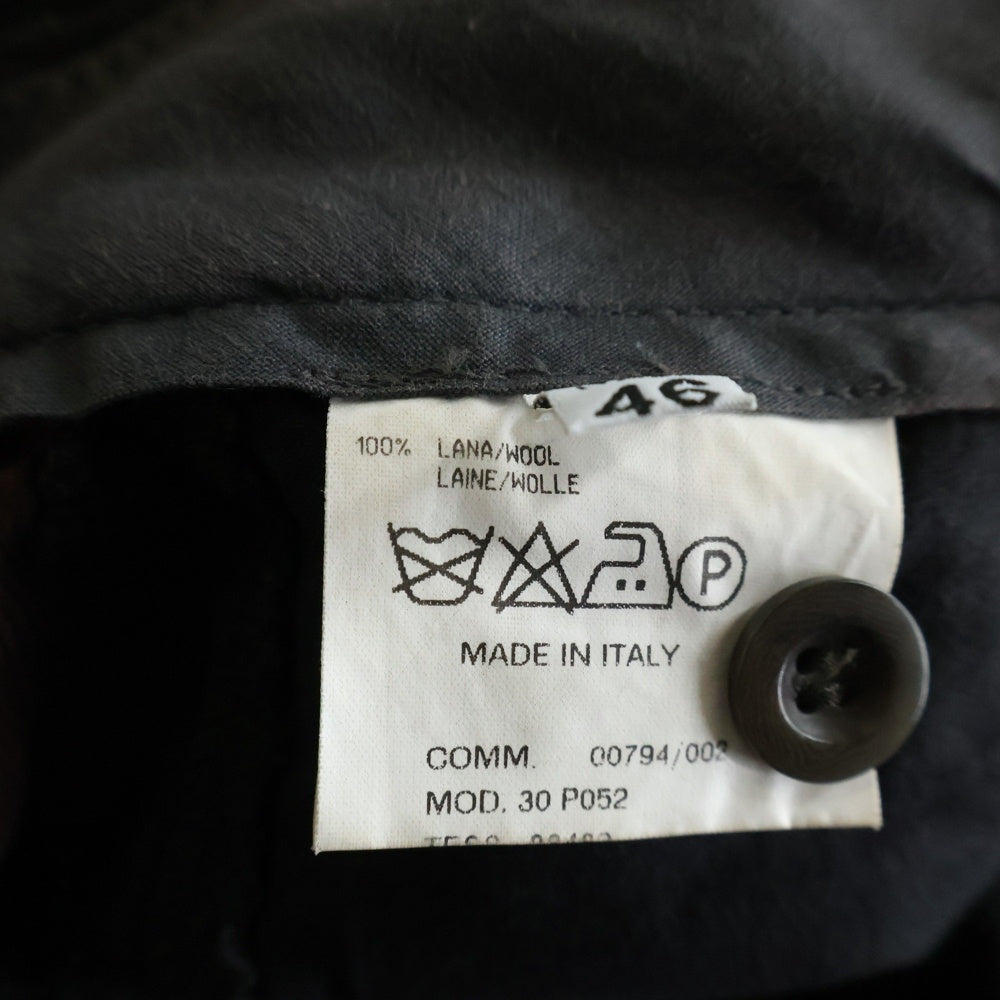 46
100% LANA/WOOL
LAINE/WOLLE
P
MADE IN ITALY
COMM. 00794/002
MOD. 30 P052